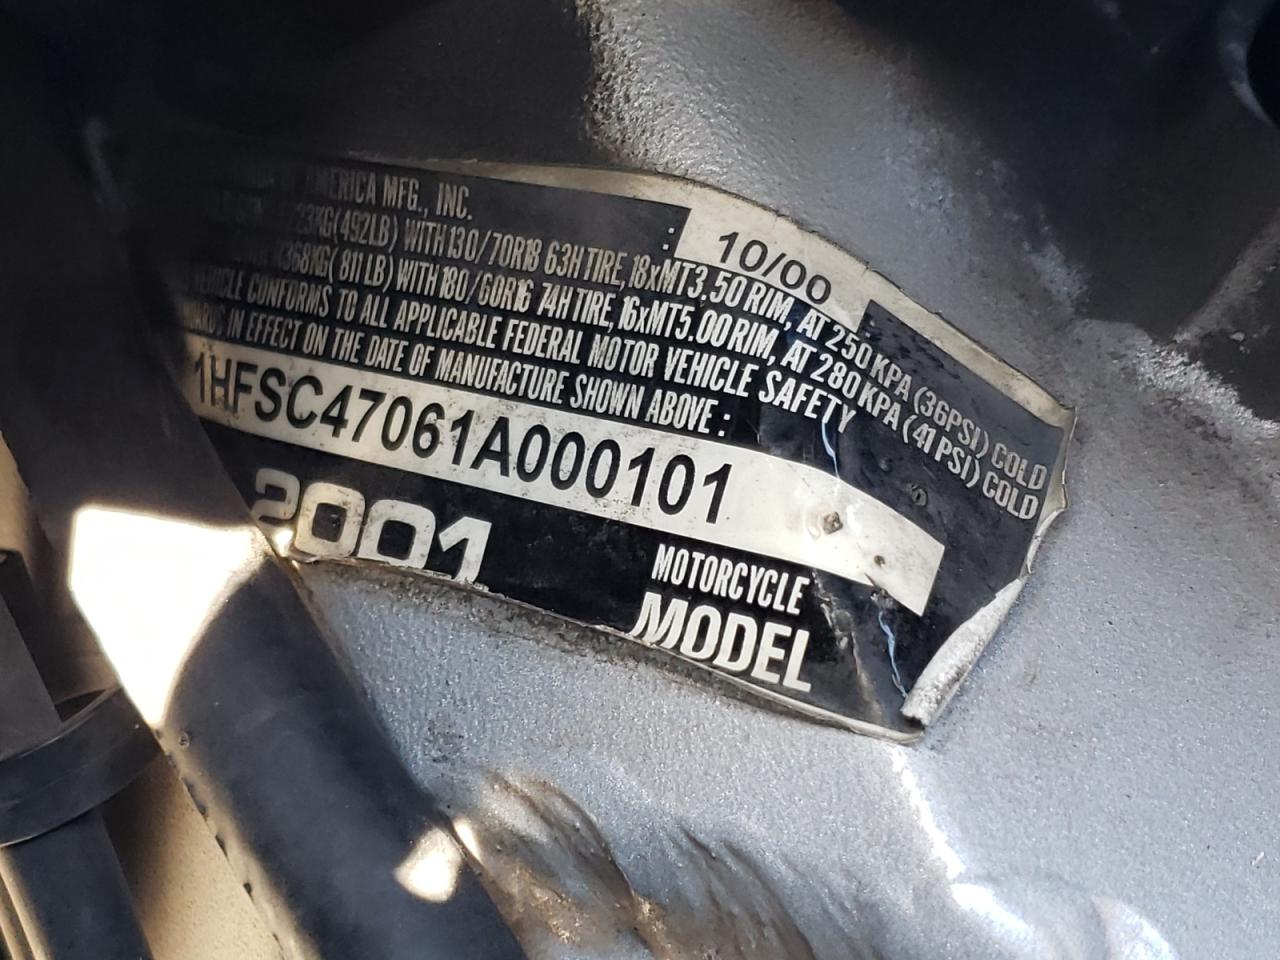 AMERICA MFG., INC. : 10/00
(492LB) WITH 130/70R18 63H TIRE, 18xMT3.50 RIM, AT 250 KPA (36PSI) COLD
368KG (811 LB) WITH 180/60R16 74H TIRE, 16xMT5.00 RIM, AT 280 KPA (41 PSI) COLD
VEHICLE CONFORMS TO ALL APPLICABLE FEDERAL MOTOR VEHICLE SAFETY
IN EFFECT ON THE DATE OF MANUFACTURE SHOWN ABOVE :
1HFSC47061A000101
2001 MOTORCYCLE
MODEL